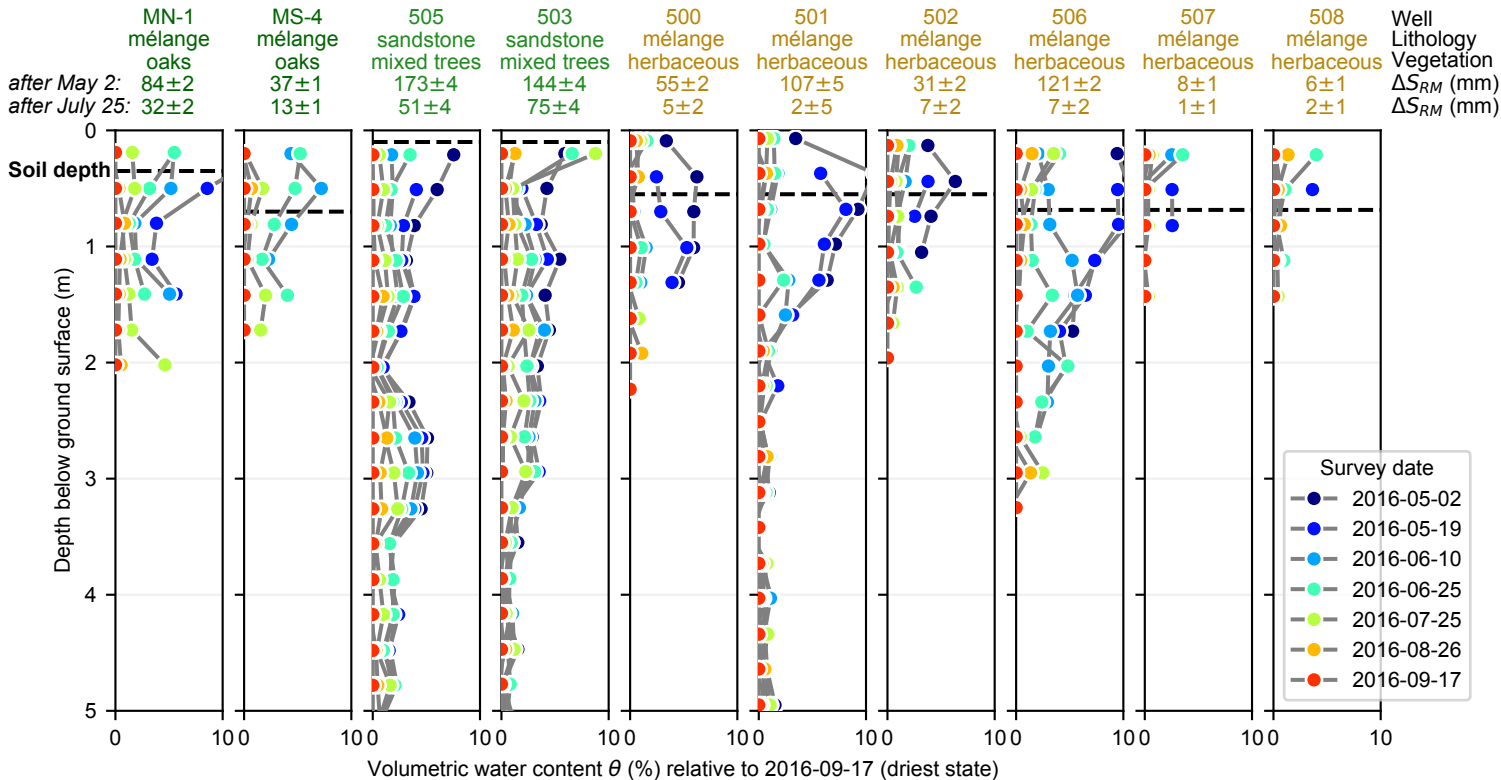 MN-1 MS-4 505 503 500 501 502 506 507 508 Well
mélange mélange sandstone sandstone mélange mélange mélange mélange mélange mélange Lithology
oaks oaks mixed trees mixed trees herbaceous herbaceous herbaceous herbaceous herbaceous herbaceous Vegetation
after May 2: 84±2 37±1 173±4 144±4 55±2 107±5 31±2 121±2 8±1 6±1 ΔS_RM (mm)
after July 25: 32±2 13±1 51±4 75±4 5±2 2±5 7±2 7±2 1±1 2±1 ΔS_RM (mm)
0
Soil depth
1
2
3
4
5
Depth below ground surface (m)
Survey date
2016-05-02
2016-05-19
2016-06-10
2016-06-25
2016-07-25
2016-08-26
2016-09-17
0 10 0 10 0 10 0 10 0 10 0 10 0 10 0 10 0 10 0 10
Volumetric water content θ (%) relative to 2016-09-17 (driest state)